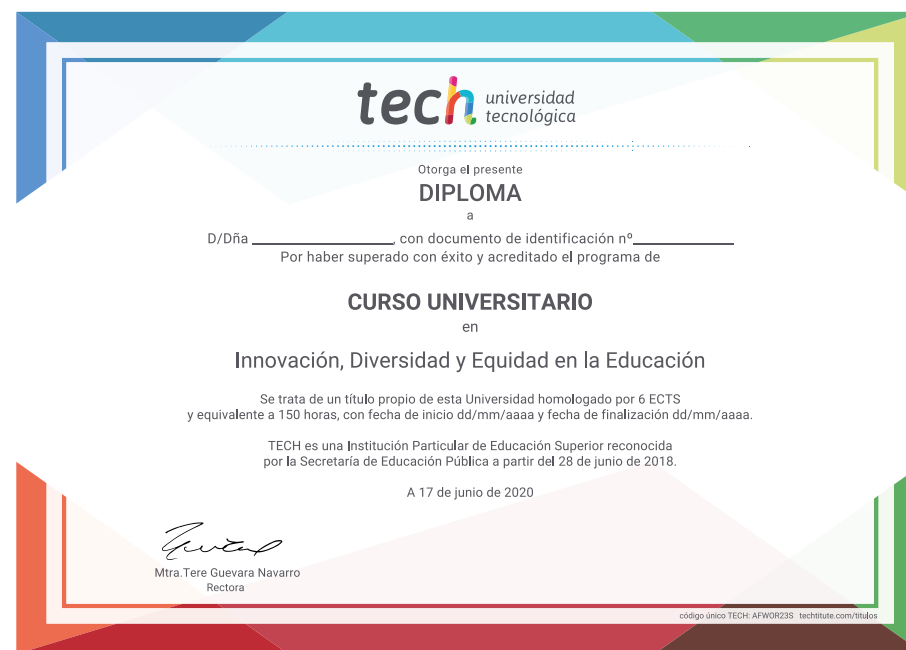 tech universidad
tecnológica
Otorga el presente
DIPLOMA
a
D/Dña ________________, con documento de identificación nº____________
Por haber superado con éxito y acreditado el programa de
CURSO UNIVERSITARIO
en
Innovación, Diversidad y Equidad en la Educación
Se trata de un título propio de esta Universidad homologado por 6 ECTS
y equivalente a 150 horas, con fecha de inicio dd/mm/aaaa y fecha de finalización dd/mm/aaaa.
TECH es una Institución Particular de Educación Superior reconocida
por la Secretaría de Educación Pública a partir del 28 de junio de 2018.
A 17 de junio de 2020
Mtra.Tere Guevara Navarro
Rectora
código único TECH: AFWOR23S techtitute.com/titulos